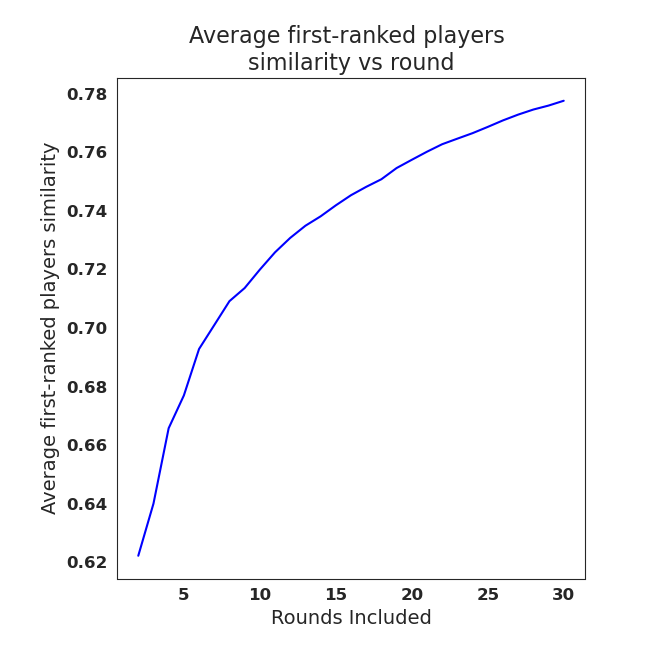 Average first-ranked players
similarity vs round
Average first-ranked players similarity
0.78
0.76
0.74
0.72
0.70
0.68
0.66
0.64
0.62
5 10 15 20 25 30
Rounds Included